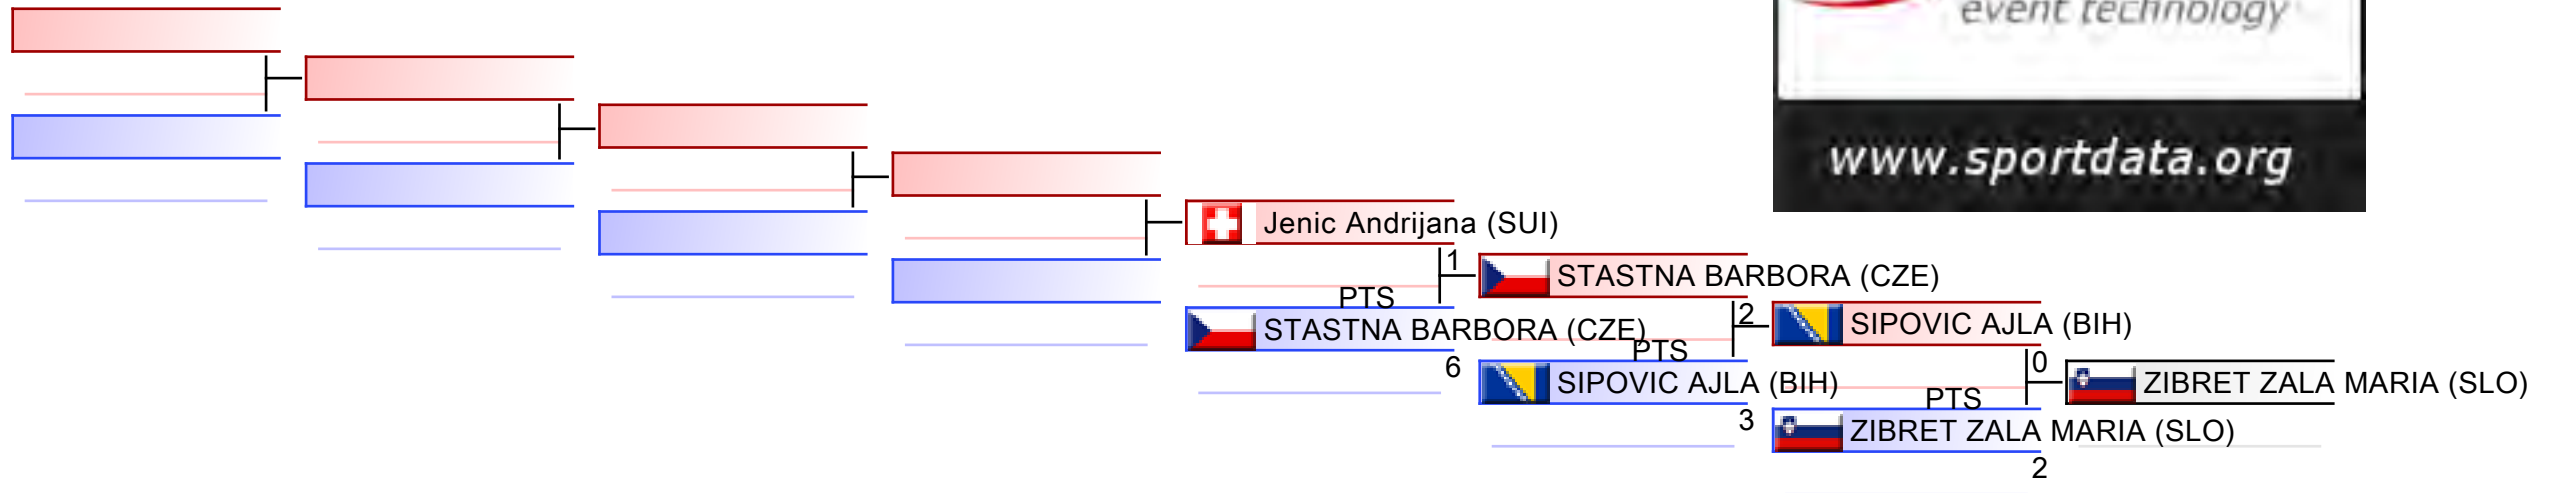 event technology
www.sportdata.org
Jenic Andrijana (SUI)
1
STASTNA BARBORA (CZE)
PTS
STASTNA BARBORA (CZE)
6
2
SIPOVIC AJLA (BIH)
PTS
SIPOVIC AJLA (BIH)
3
0
ZIBRET ZALA MARIA (SLO)
PTS
ZIBRET ZALA MARIA (SLO)
2